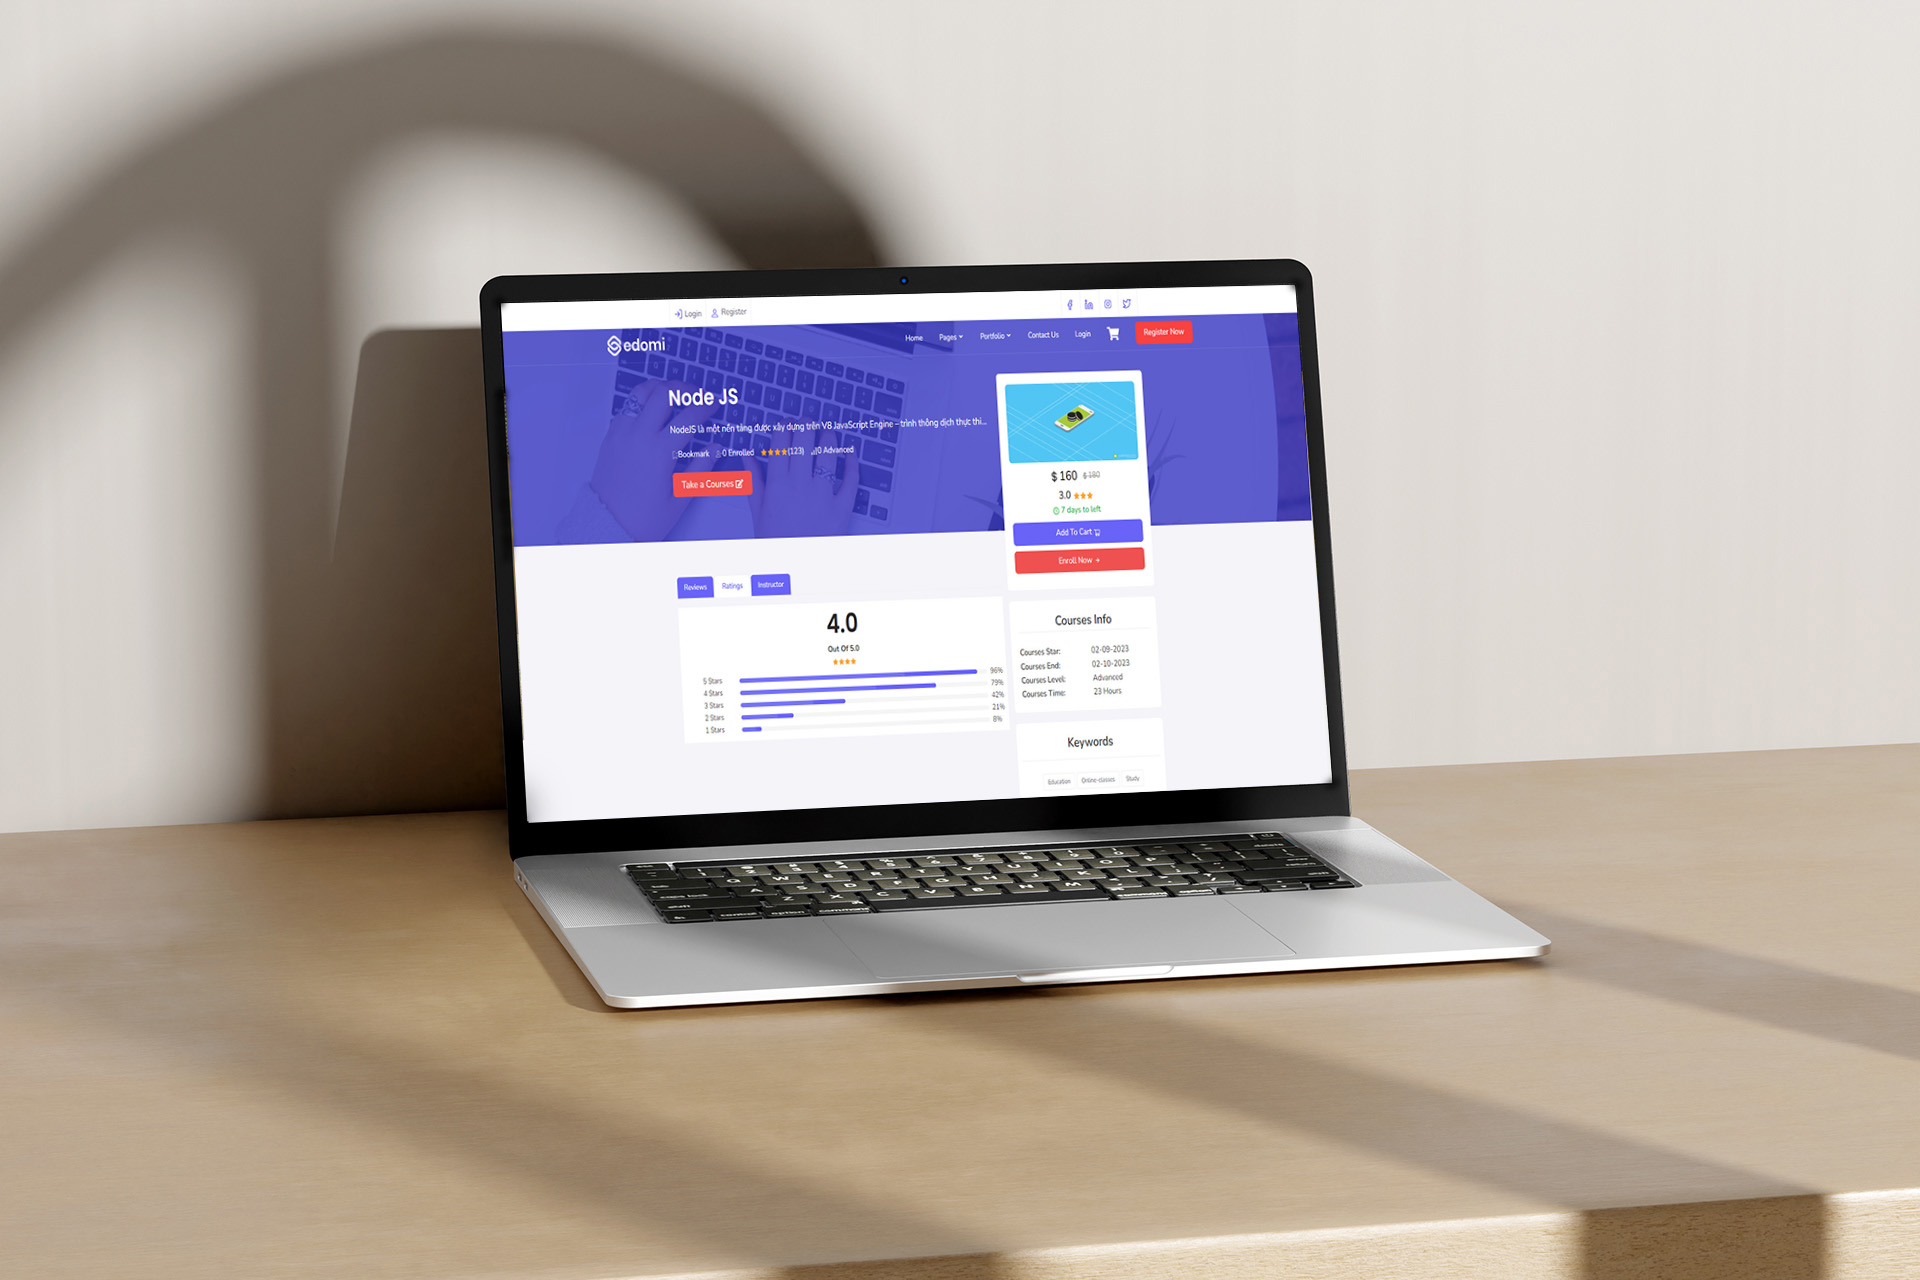 Login Register
edomi
Home Pages Portfolio Contact Us Login Register Now
Node JS
NodeJS là một nền tảng được xây dựng trên V8 JavaScript Engine – trình thông dịch thực thi...
Bookmark 0 Enrolled (123) 0 Advanced
Take a Courses
$ 160 $ 180
3.0
7 days to left
Add To Cart
Enroll Now
Reviews Ratings Instructor
4.0
Out Of 5.0
5 Stars 96%
4 Stars 79%
3 Stars 42%
2 Stars 21%
1 Stars 8%
Courses Info
Courses Star: 02-09-2023
Courses End: 02-10-2023
Courses Level: Advanced
Courses Time: 23 Hours
Keywords
Education Online-classes Study
Q W E R T Y U I O P
A S D F G H J K L
Z X C V B N M
control option command